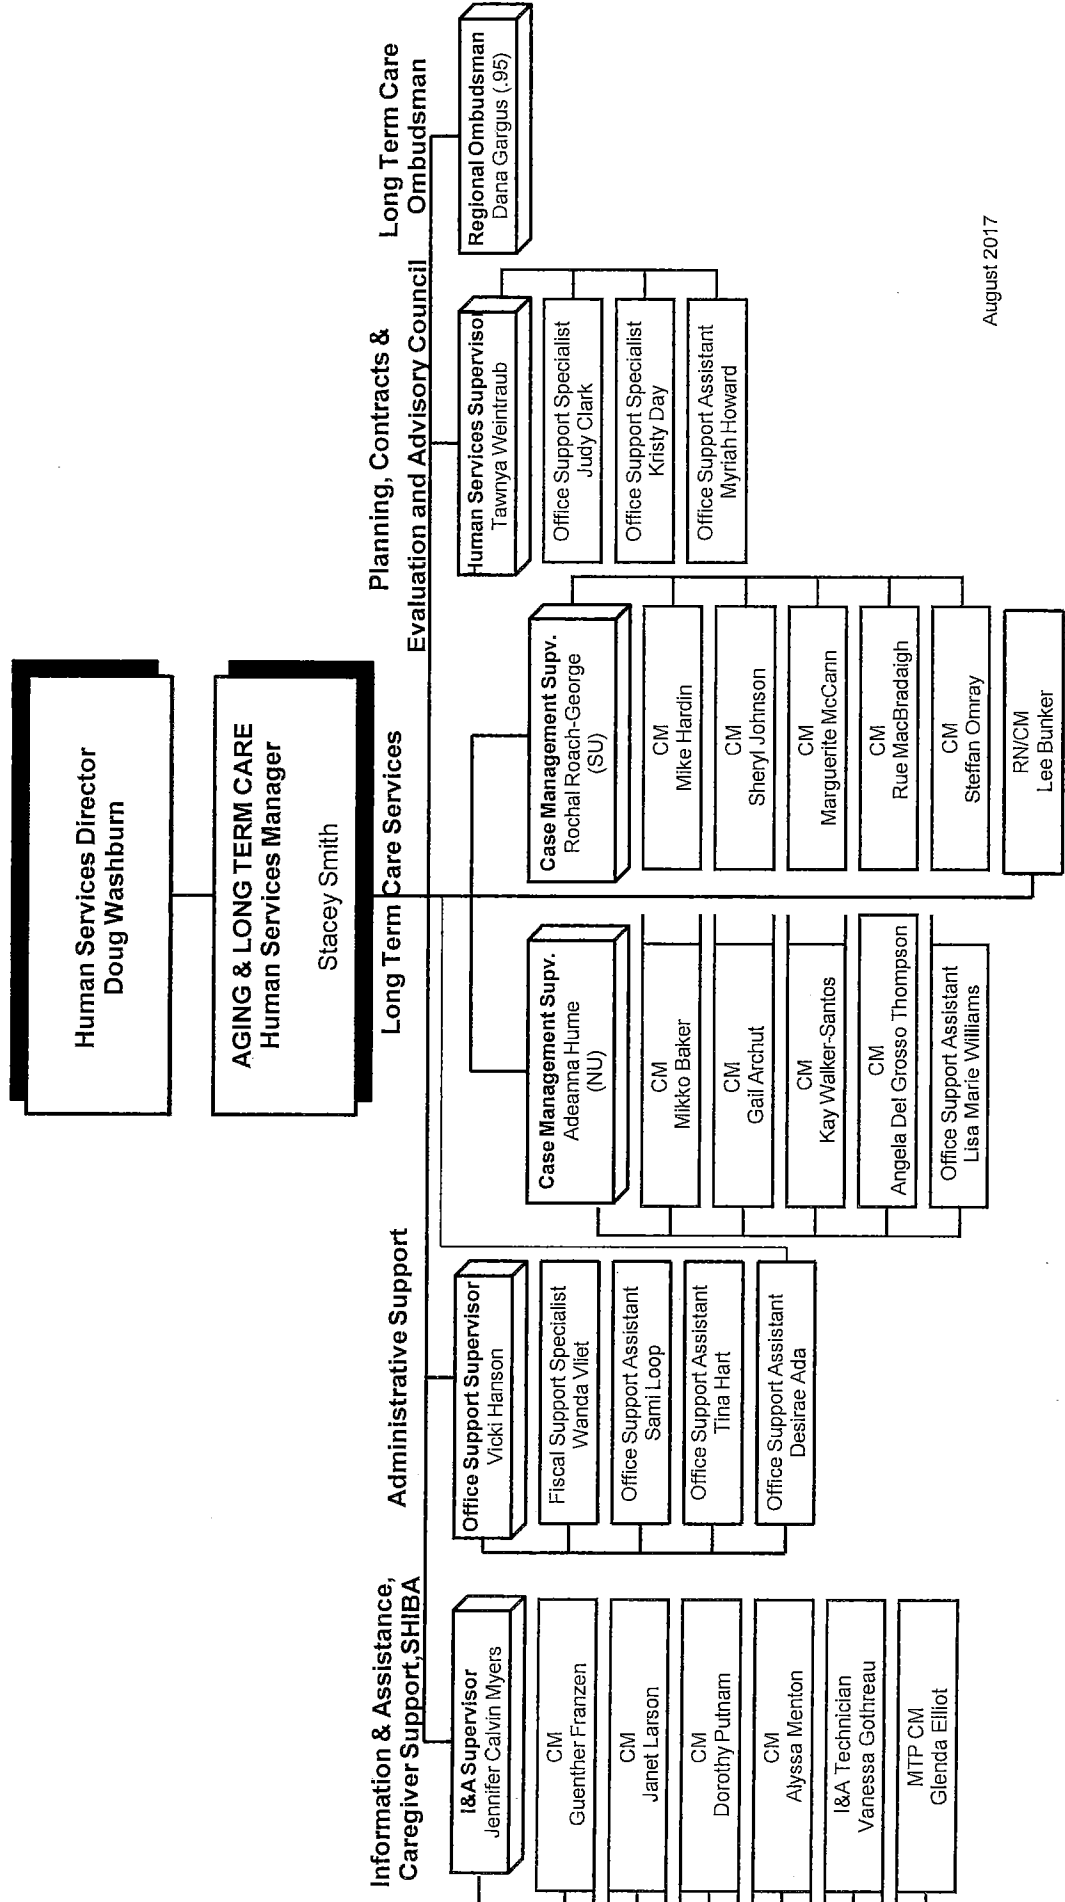 Human Services Director
Doug Washburn
AGING & LONG TERM CARE
Human Services Manager
Stacey Smith
Information & Assistance,
Caregiver Support,SHIBA
I&A Supervisor
Jennifer Calvin Myers
CM
Guenther Franzen
CM
Janet Larson
CM
Dorothy Putnam
CM
Alyssa Menton
I&A Technician
Vanessa Gothreau
MTP CM
Glenda Elliot
Administrative Support
Office Support Supervisor
Vicki Hanson
Fiscal Support Specialist
Wanda Vliet
Office Support Assistant
Sami Loop
Office Support Assistant
Tina Hart
Office Support Assistant
Desirae Ada
Long Term Care Services
Case Management Supv.
Adeanna Hume
(NU)
CM
Mikko Baker
CM
Gail Archut
CM
Kay Walker-Santos
CM
Angela Del Grosso Thompson
Office Support Assistant
Lisa Marie Williams
Case Management Supv.
Rochal Roach-George
(SU)
CM
Mike Hardin
CM
Sheryl Johnson
CM
Marguerite McCann
CM
Rue MacBradaigh
CM
Steffan Omray
RN/CM
Lee Bunker
Planning, Contracts &
Evaluation and Advisory Council
Human Services Supervisor
Tawnya Weintraub
Office Support Specialist
Judy Clark
Office Support Specialist
Kristy Day
Office Support Assistant
Myriah Howard
Long Term Care
Ombudsman
Regional Ombudsman
Dana Gargus (.95)
August 2017